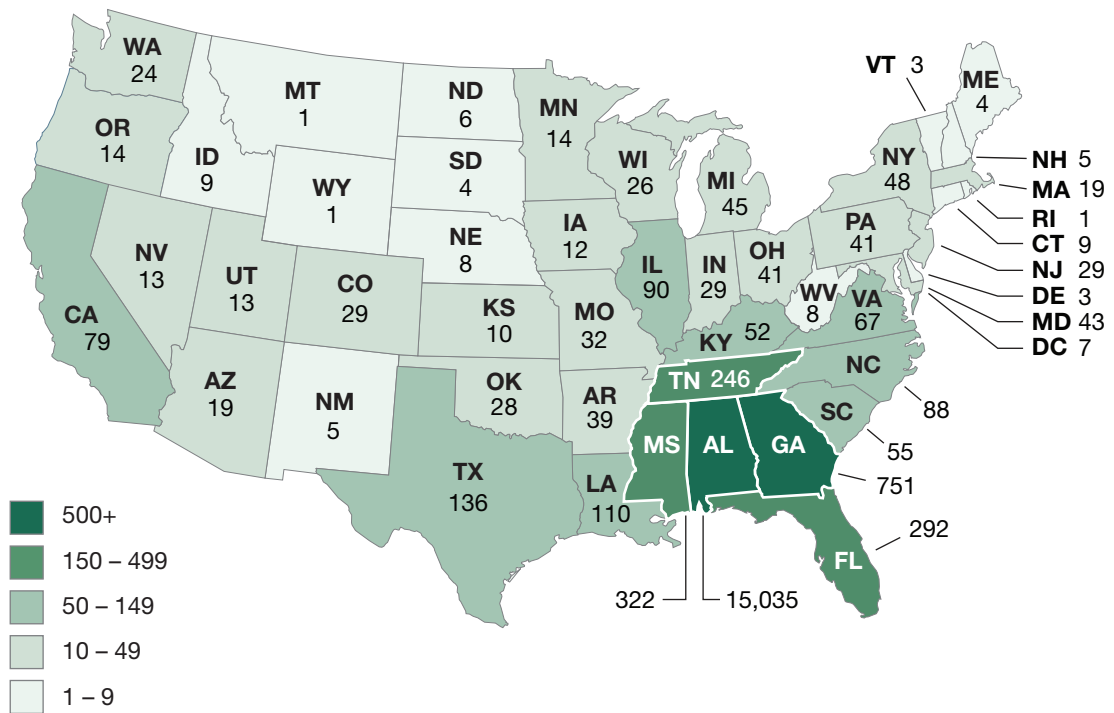 WA
24
OR
14
CA
79
ID
9
NV
13
MT
1
WY
1
UT
13
AZ
19
CO
29
NM
5
ND
6
SD
4
NE
8
KS
10
OK
28
TX
136
MN
14
IA
12
MO
32
AR
39
LA
110
WI
26
IL
90
MI
45
IN
29
OH
41
KY 52
TN 246
MS
322
AL
15,035
GA
751
FL
292
SC
55
NC
88
VA
67
WV
8
PA
41
NY
48
VT 3
ME
4
NH 5
MA 19
RI 1
CT 9
NJ 29
DE 3
MD 43
DC 7
500+
150 – 499
50 – 149
10 – 49
1 – 9